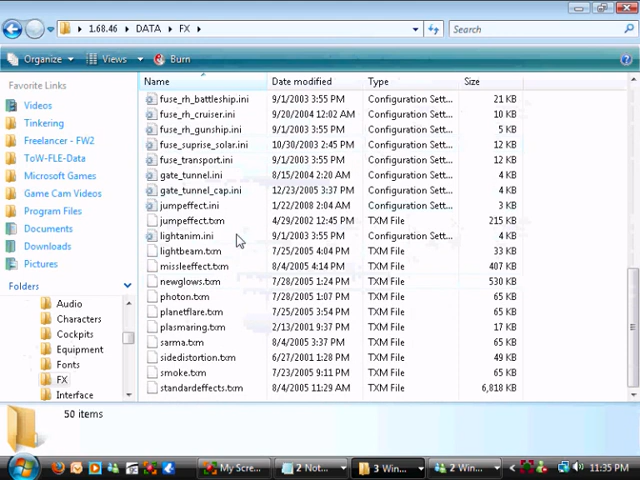 1.68.46 DATA FX Search
Organize Views Burn
Favorite Links
Videos
Tinkering
Freelancer - FW2
ToW-FLE-Data
Microsoft Games
Game Cam Videos
Program Files
Documents
Downloads
Pictures
Folders
Audio
Characters
Cockpits
Equipment
Fonts
FX
Interface
Name Date modified Type Size
fuse_rh_battleship.ini 9/1/2003 3:55 PM Configuration Sett... 21 KB
fuse_rh_cruiser.ini 9/20/2004 12:02 AM Configuration Sett... 10 KB
fuse_rh_gunship.ini 9/1/2003 3:55 PM Configuration Sett... 5 KB
fuse_suprise_solar.ini 10/30/2003 2:45 PM Configuration Sett... 12 KB
fuse_transport.ini 9/1/2003 3:55 PM Configuration Sett... 12 KB
gate_tunnel.ini 8/15/2004 2:20 AM Configuration Sett... 4 KB
gate_tunnel_cap.ini 12/23/2005 3:37 PM Configuration Sett... 4 KB
jumpeffect.ini 1/22/2008 2:04 AM Configuration Sett... 3 KB
jumpeffect.txm 4/29/2002 12:45 PM TXM File 215 KB
lightanim.ini 9/1/2003 3:55 PM Configuration Sett... 4 KB
lightbeam.txm 7/25/2005 4:04 PM TXM File 33 KB
missleeffect.txm 8/4/2005 4:14 PM TXM File 407 KB
newglows.txm 7/28/2005 1:24 PM TXM File 530 KB
photon.txm 7/28/2005 1:07 PM TXM File 65 KB
planetflare.txm 7/25/2005 3:54 PM TXM File 65 KB
plasmaring.txm 2/13/2001 9:37 PM TXM File 17 KB
sarma.txm 8/4/2005 3:37 PM TXM File 65 KB
sidedistortion.txm 6/27/2001 1:28 PM TXM File 49 KB
smoke.txm 7/23/2005 9:11 PM TXM File 65 KB
standardeffects.txm 8/4/2005 11:29 AM TXM File 6,818 KB
50 items
My Scre... 2 Not... 3 Win... 2 Win... 11:35 PM